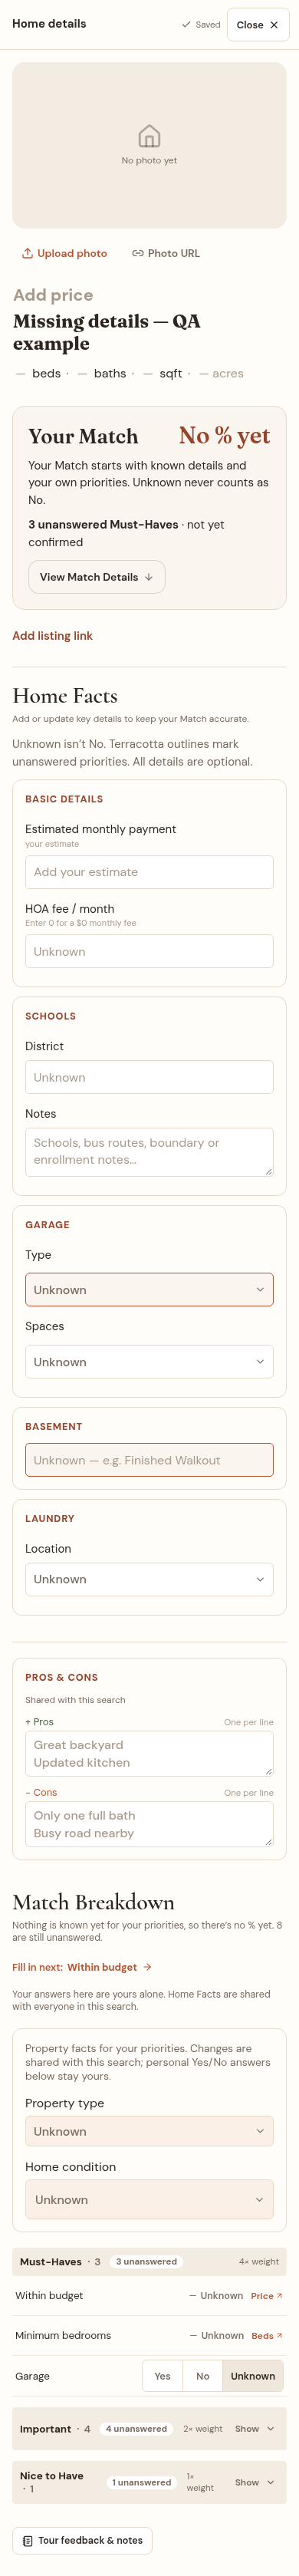 Home details
Saved
Close
No photo yet
Upload photo
Photo URL
Add price
Missing details — QA
example
— beds · — baths · — sqft · — acres
Your Match
No % yet
Your Match starts with known details and
your own priorities. Unknown never counts as
No.
3 unanswered Must-Haves · not yet
confirmed
View Match Details ↓
Add listing link
Home Facts
Add or update key details to keep your Match accurate.
Unknown isn’t No. Terracotta outlines mark
unanswered priorities. All details are optional.
BASIC DETAILS
Estimated monthly payment
your estimate
Add your estimate
HOA fee / month
Enter 0 for a $0 monthly fee
Unknown
SCHOOLS
District
Unknown
Notes
Schools, bus routes, boundary or
enrollment notes...
GARAGE
Type
Unknown
Spaces
Unknown
BASEMENT
Unknown — e.g. Finished Walkout
LAUNDRY
Location
Unknown
PROS & CONS
Shared with this search
+ Pros
One per line
Great backyard
Updated kitchen
− Cons
One per line
Only one full bath
Busy road nearby
Match Breakdown
Nothing is known yet for your priorities, so there’s no % yet. 8
are still unanswered.
Fill in next: Within budget →
Your answers here are yours alone. Home Facts are shared
with everyone in this search.
Property facts for your priorities. Changes are
shared with this search; personal Yes/No answers
below stay yours.
Property type
Unknown
Home condition
Unknown
Must-Haves · 3
3 unanswered
4× weight
Within budget
— Unknown
Price ↗
Minimum bedrooms
— Unknown
Beds ↗
Garage
Yes
No
Unknown
Important · 4
4 unanswered
2× weight
Show
Nice to Have
· 1
1 unanswered
1×
weight
Show
Tour feedback & notes